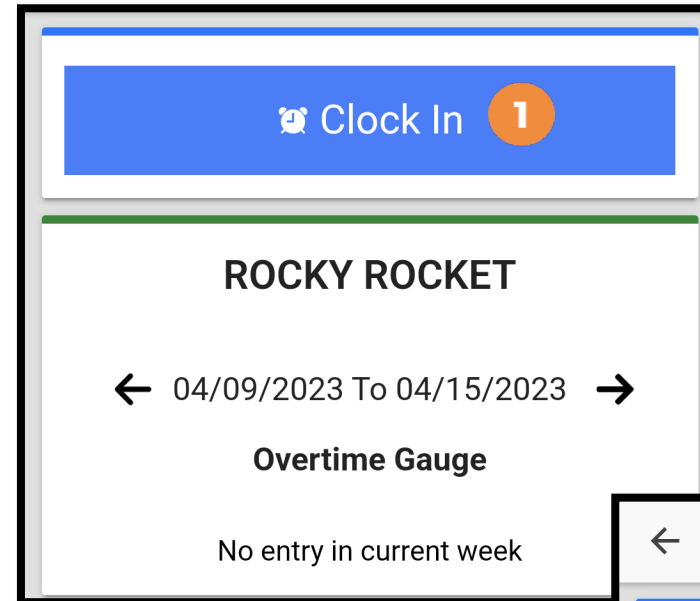 Clock In 1
ROCKY ROCKET
04/09/2023 To 04/15/2023
Overtime Gauge
No entry in current week